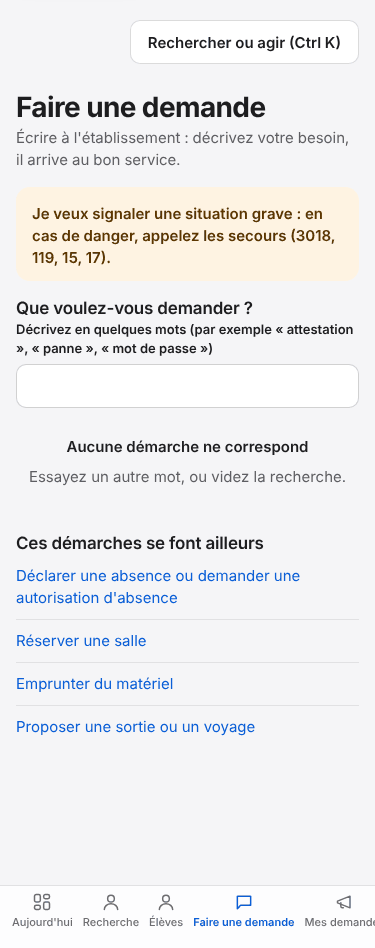 Rechercher ou agir (Ctrl K)
Faire une demande
Écrire à l'établissement : décrivez votre besoin,
il arrive au bon service.
Je veux signaler une situation grave : en
cas de danger, appelez les secours (3018,
119, 15, 17).
Que voulez-vous demander ?
Décrivez en quelques mots (par exemple « attestation
», « panne », « mot de passe »)
Aucune démarche ne correspond
Essayez un autre mot, ou videz la recherche.
Ces démarches se font ailleurs
Déclarer une absence ou demander une
autorisation d'absence
Réserver une salle
Emprunter du matériel
Proposer une sortie ou un voyage
Aujourd'hui Recherche Élèves Faire une demande Mes demande